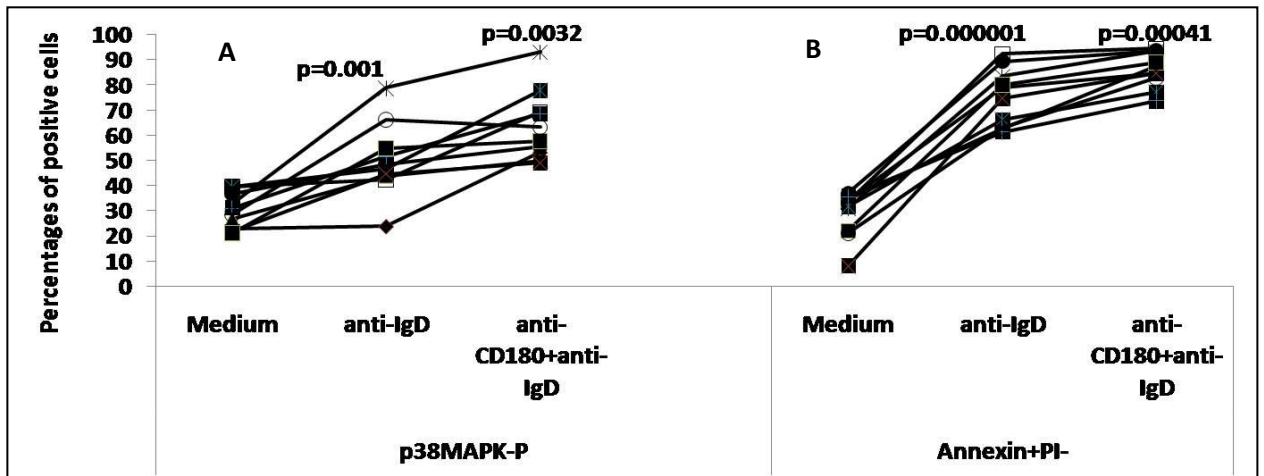 Percentages of positive cells
100
90
80
70
60
50
40
30
20
10
0
A
p=0.001
p=0.0032
B
p=0.000001
p=0.00041
Medium
anti-IgD
anti-
CD180+anti-
IgD
Medium
anti-IgD
anti-
CD180+anti-
IgD
p38MAPK-P
Annexin+PI-